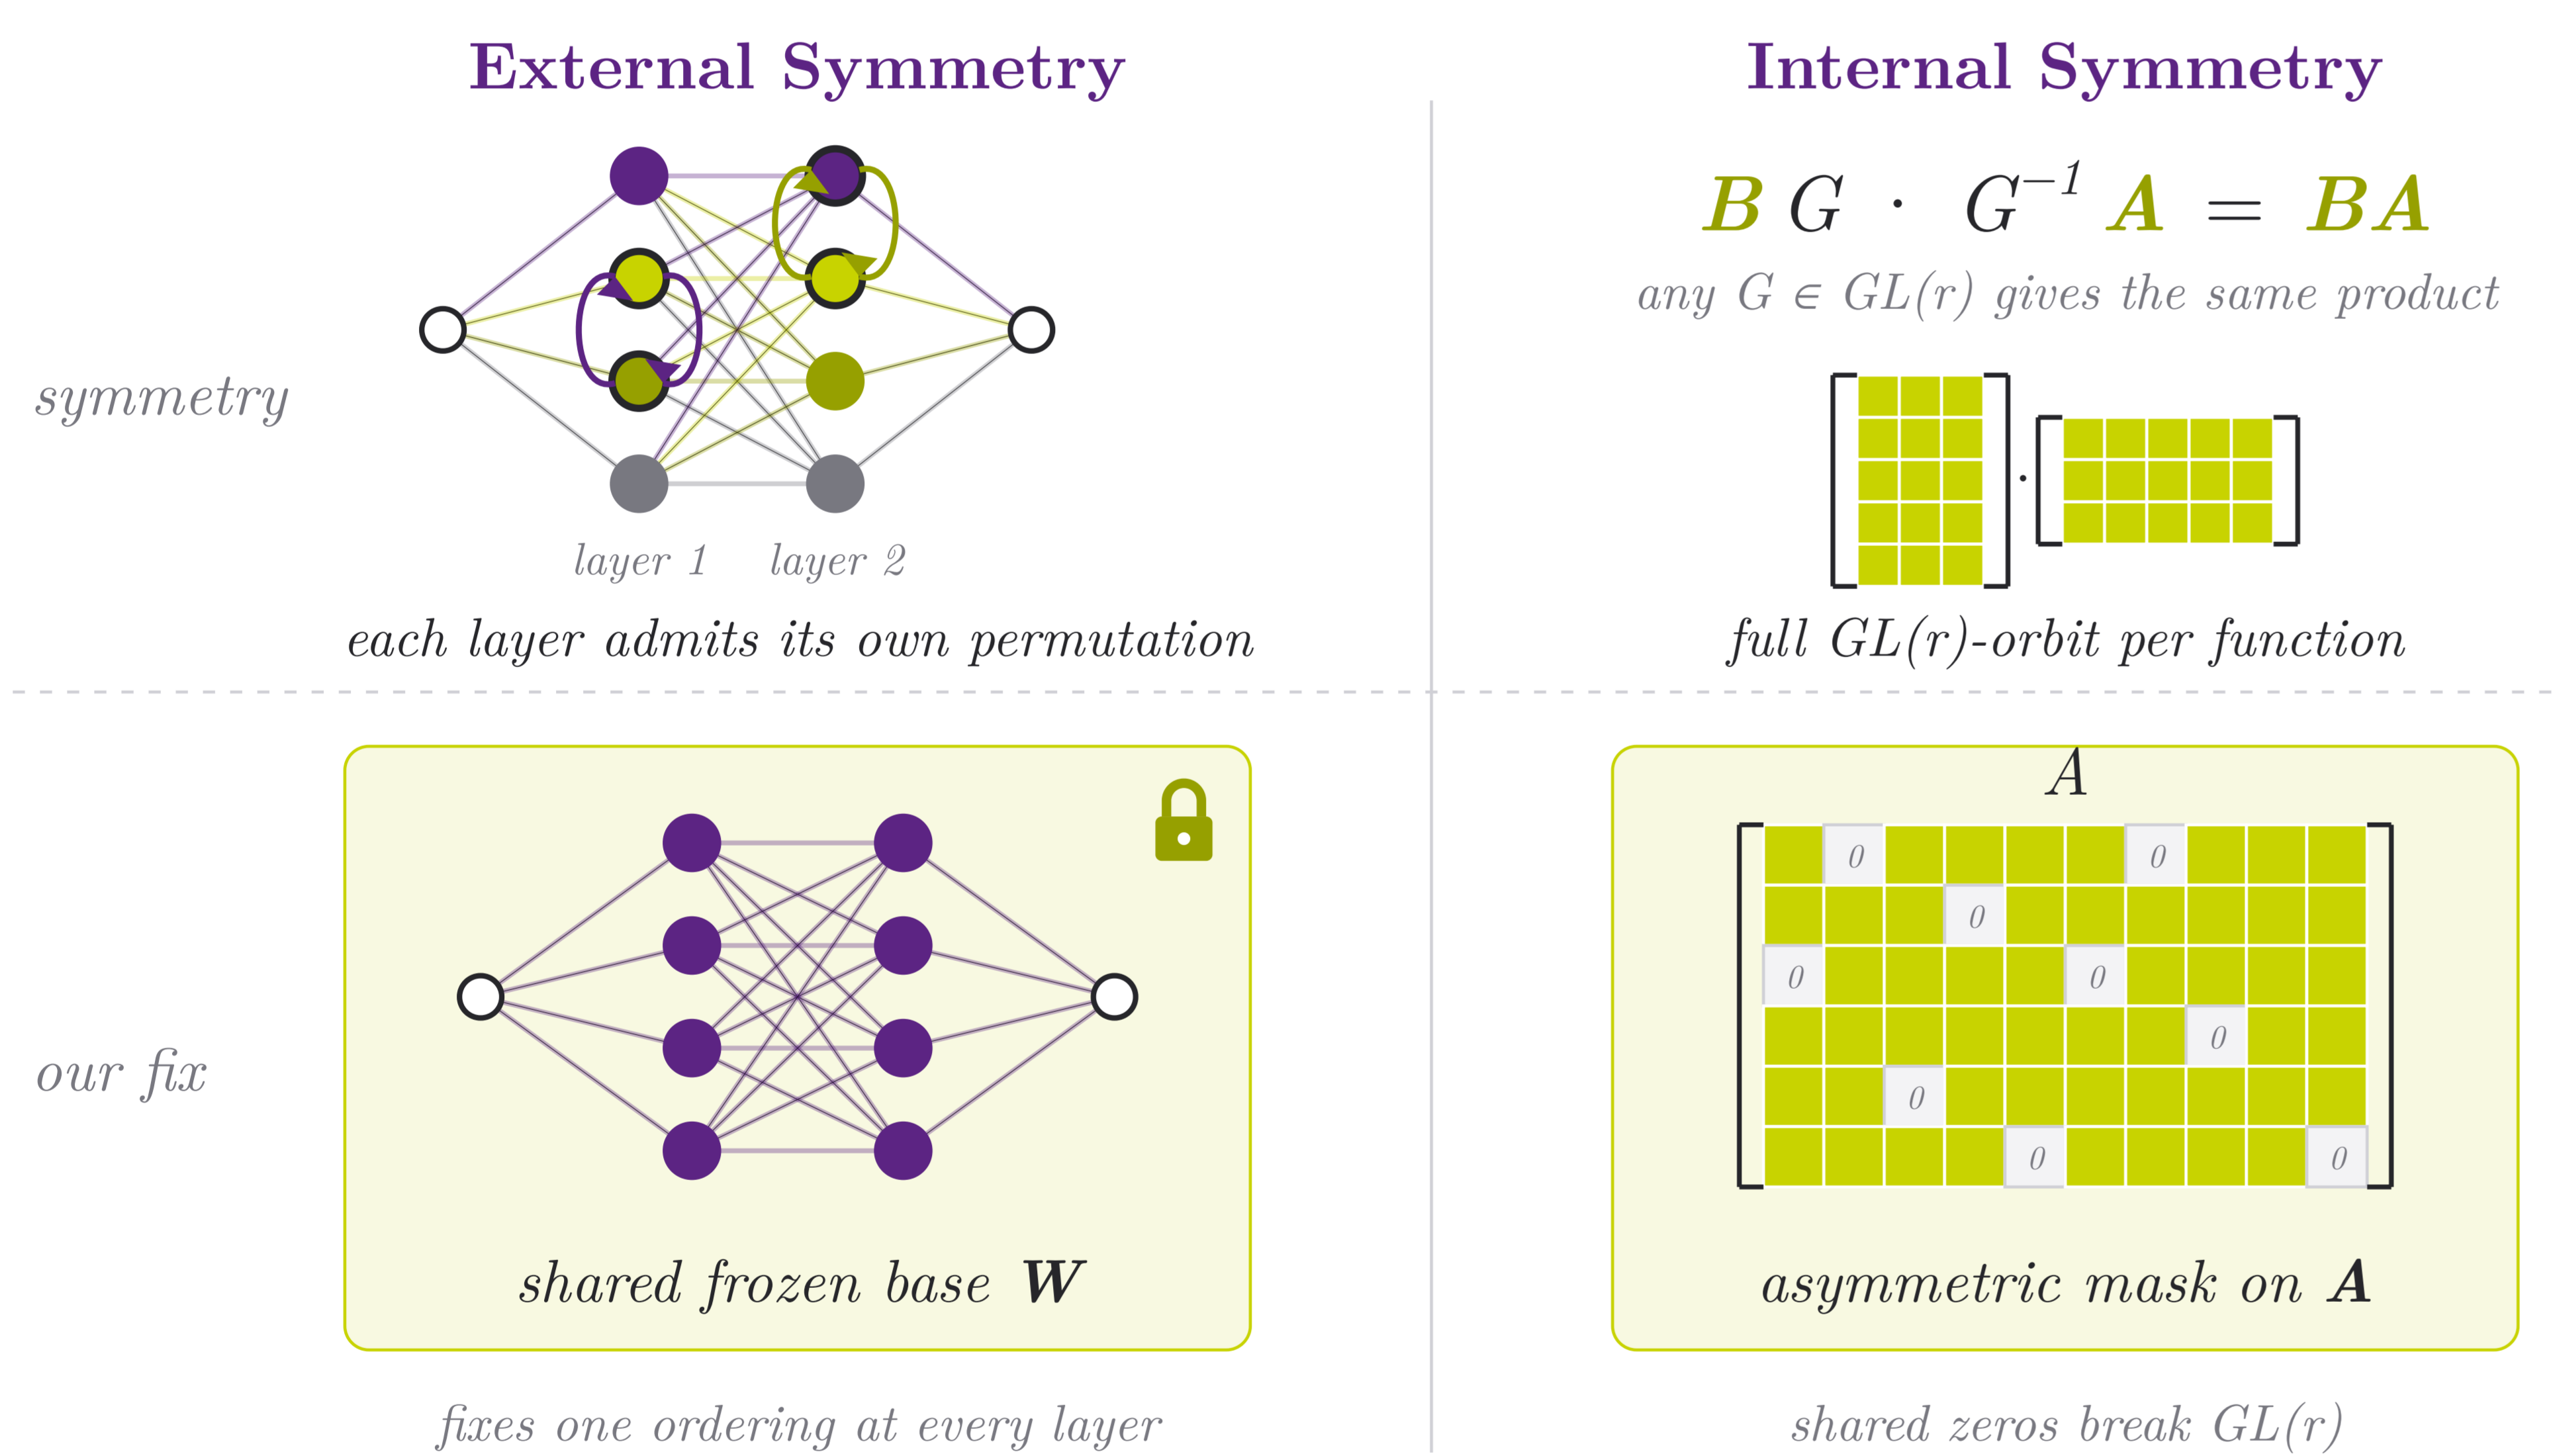 External Symmetry
symmetry
layer 1
layer 2
each layer admits its own permutation
Internal Symmetry
B G · G⁻¹ A = BA
any G ∈ GL(r) gives the same product
·
full GL(r)-orbit per function
our fix
shared frozen base W
fixes one ordering at every layer
A
0 0
0
0 0
0
0
0 0
asymmetric mask on A
shared zeros break GL(r)